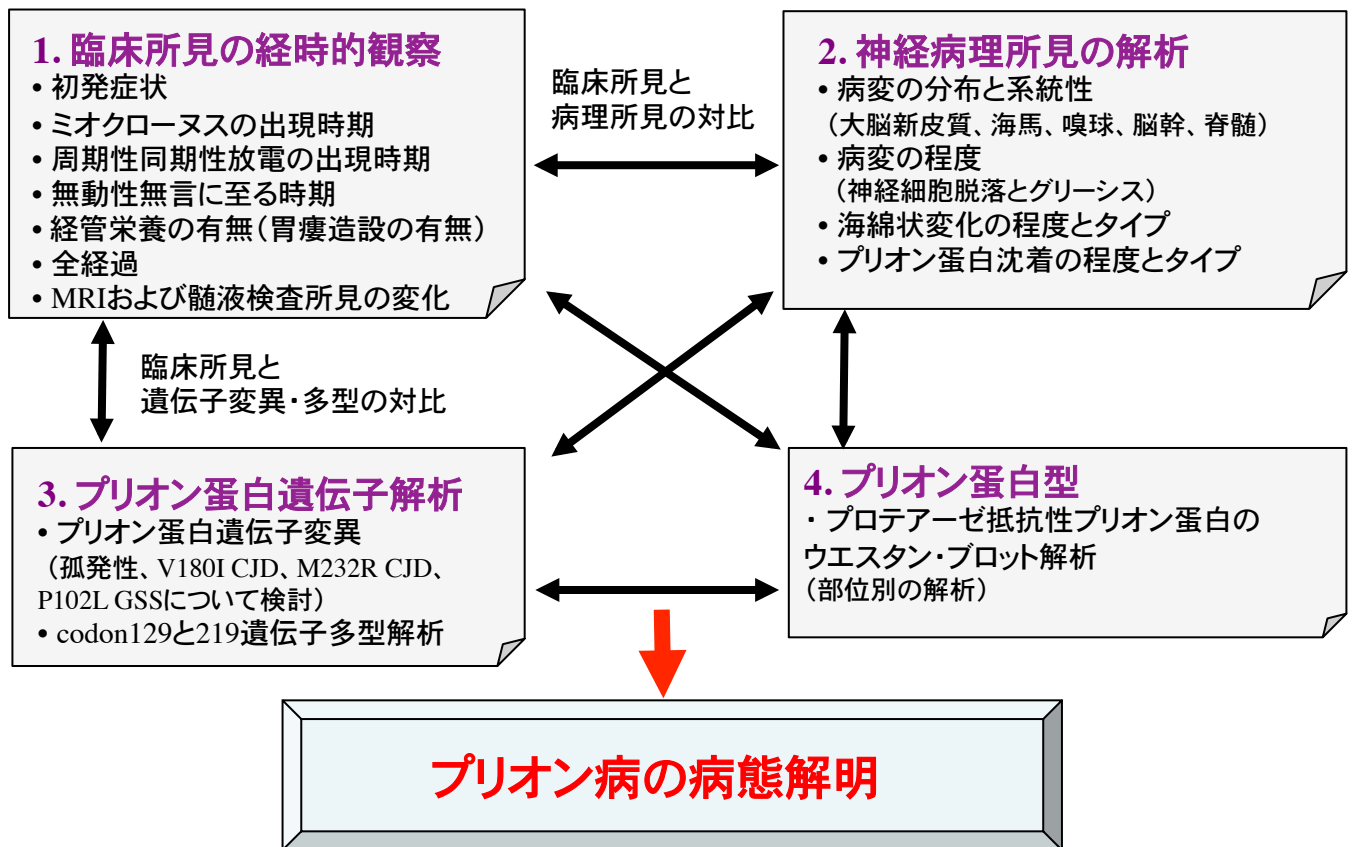 1. 臨床所見の経時的観察
• 初発症状
• ミオクローヌスの出現時期
• 周期性同期性放電の出現時期
• 無動性無言に至る時期
• 経管栄養の有無（胃瘻造設の有無）
• 全経過
• MRIおよび髄液検査所見の変化
臨床所見と
病理所見の対比
2. 神経病理所見の解析
• 病変の分布と系統性
（大脳新皮質、海馬、嗅球、脳幹、脊髄）
• 病変の程度
（神経細胞脱落とグリーシス）
• 海綿状変化の程度とタイプ
• プリオン蛋白沈着の程度とタイプ
臨床所見と
遺伝子変異・多型の対比
3. プリオン蛋白遺伝子解析
• プリオン蛋白遺伝子変異
（孤発性、V180I CJD、M232R CJD、
P102L GSSについて検討）
• codon129と219遺伝子多型解析
4. プリオン蛋白型
・ プロテアーゼ抵抗性プリオン蛋白の
ウエスタン・ブロット解析
（部位別の解析）
プリオン病の病態解明